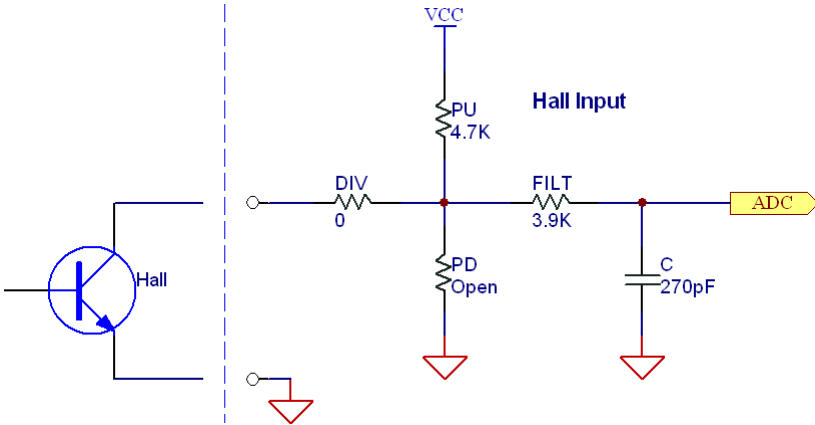 VCC
PU
4.7K
Hall Input
DIV
0
FILT
3.9K
ADC
Hall
PD
Open
C
270pF